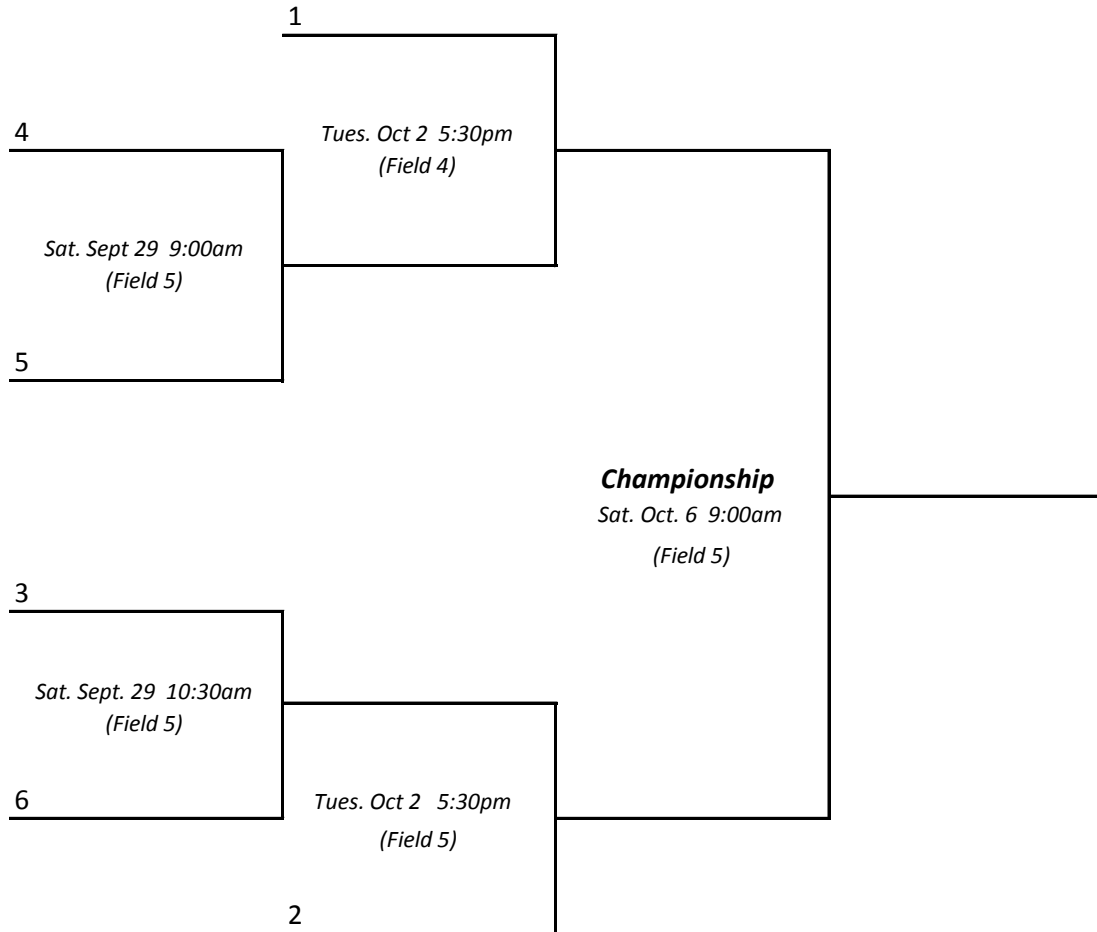 1
4
Tues. Oct 2 5:30pm
(Field 4)
Sat. Sept 29 9:00am
(Field 5)
5
Championship
Sat. Oct. 6 9:00am
(Field 5)
3
Sat. Sept. 29 10:30am
(Field 5)
6
Tues. Oct 2 5:30pm
(Field 5)
2